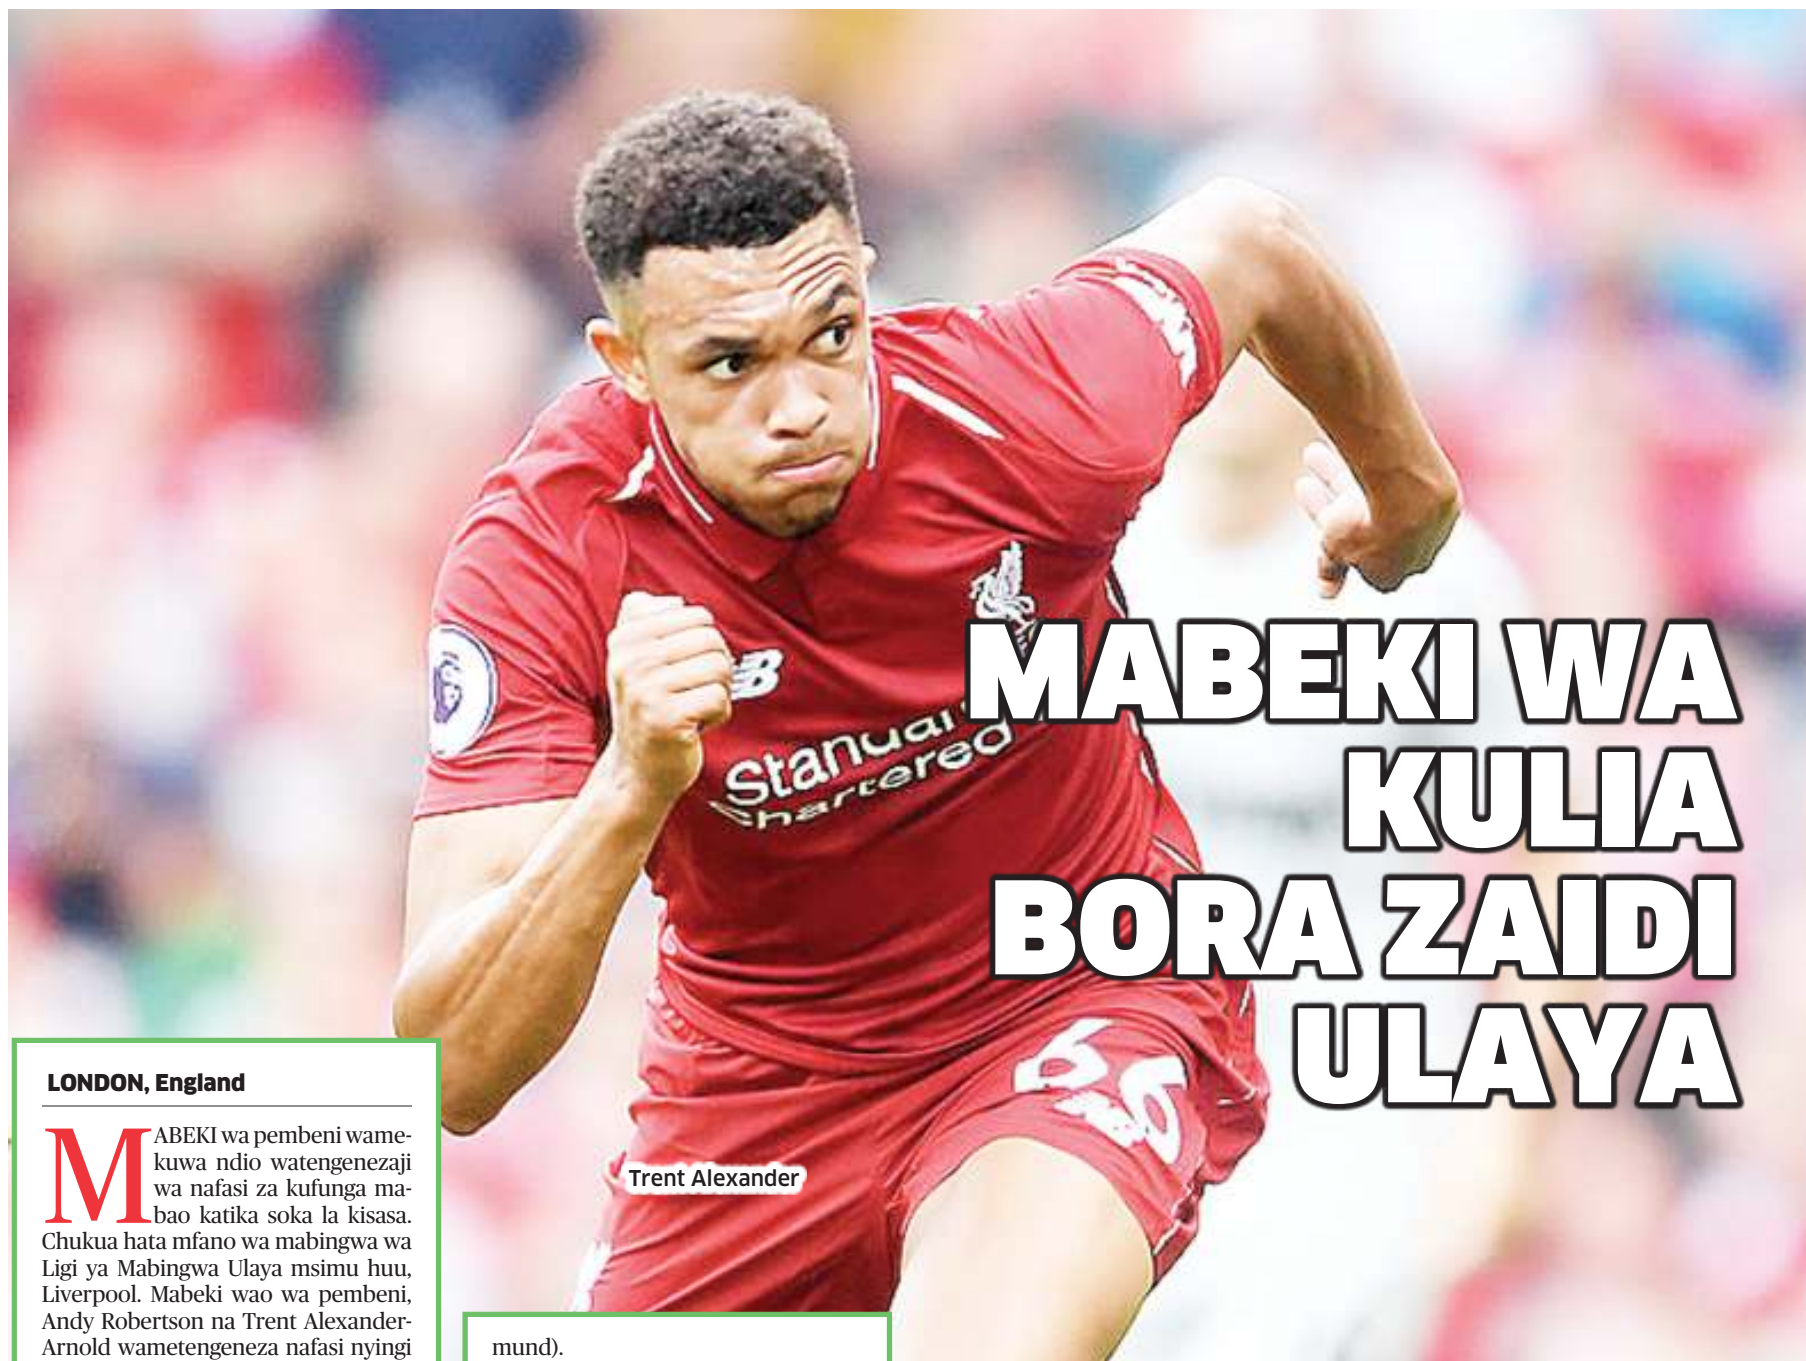 MABEKI WA
KULIA
BORA ZAIDI
ULAYA
Standar
Chartered
66
Trent Alexander
LONDON, England
MABEKI wa pembeni wame-
kuwa ndio watengenezaji
wa nafasi za kufunga ma-
bao katika soka la kisasa.
Chukua hata mfano wa mabingwa wa
Ligi ya Mabingwa Ulaya msimu huu,
Liverpool. Mabeki wao wa pembeni,
Andy Robertson na Trent Alexander-
Arnold wametengeneza nafasi nyingi
mund).